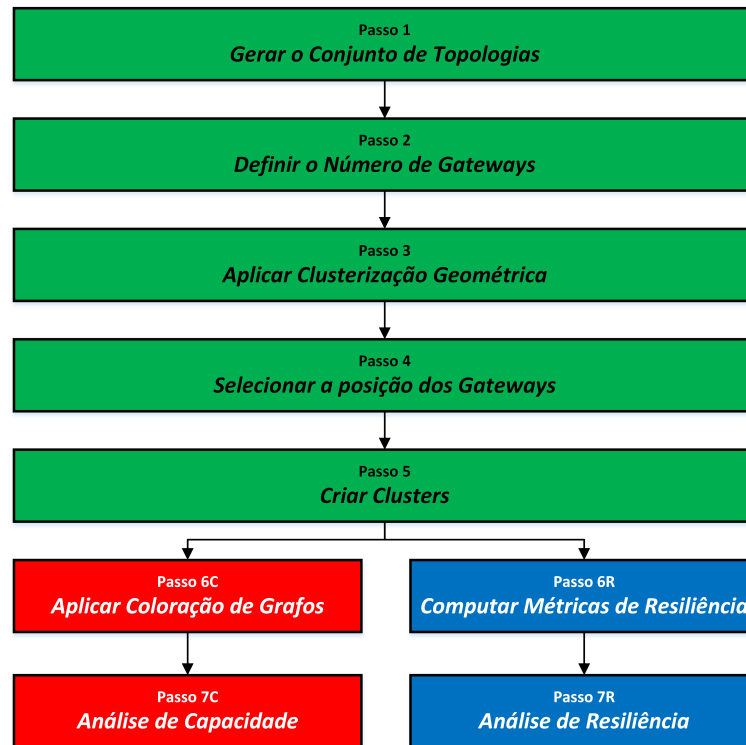 Passo 1
Gerar o Conjunto de Topologias
Passo 2
Definir o Número de Gateways
Passo 3
Aplicar Clusterização Geométrica
Passo 4
Selecionar a posição dos Gateways
Passo 5
Criar Clusters
Passo 6C
Aplicar Coloração de Grafos
Passo 6R
Computar Métricas de Resiliência
Passo 7C
Análise de Capacidade
Passo 7R
Análise de Resiliência